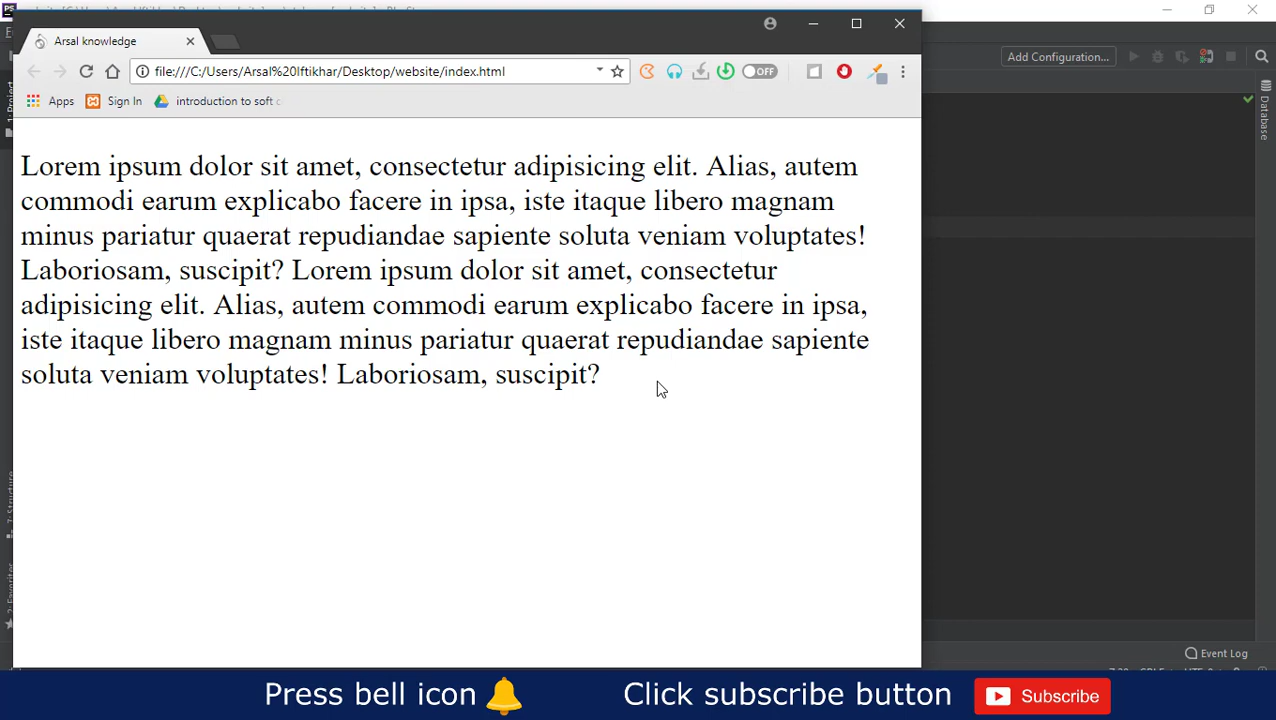 PS
Arsal knowledge
file:///C:/Users/Arsal%20Iftikhar/Desktop/website/index.html
OFF
Apps
Sign In
introduction to soft c
Add Configuration...
Database
Lorem ipsum dolor sit amet, consectetur adipisicing elit. Alias, autem
commodi earum explicabo facere in ipsa, iste itaque libero magnam
minus pariatur quaerat repudiandae sapiente soluta veniam voluptates!
Laboriosam, suscipit? Lorem ipsum dolor sit amet, consectetur
adipisicing elit. Alias, autem commodi earum explicabo facere in ipsa,
iste itaque libero magnam minus pariatur quaerat repudiandae sapiente
soluta veniam voluptates! Laboriosam, suscipit?
Event Log
Press bell icon
Click subscribe button
Subscribe